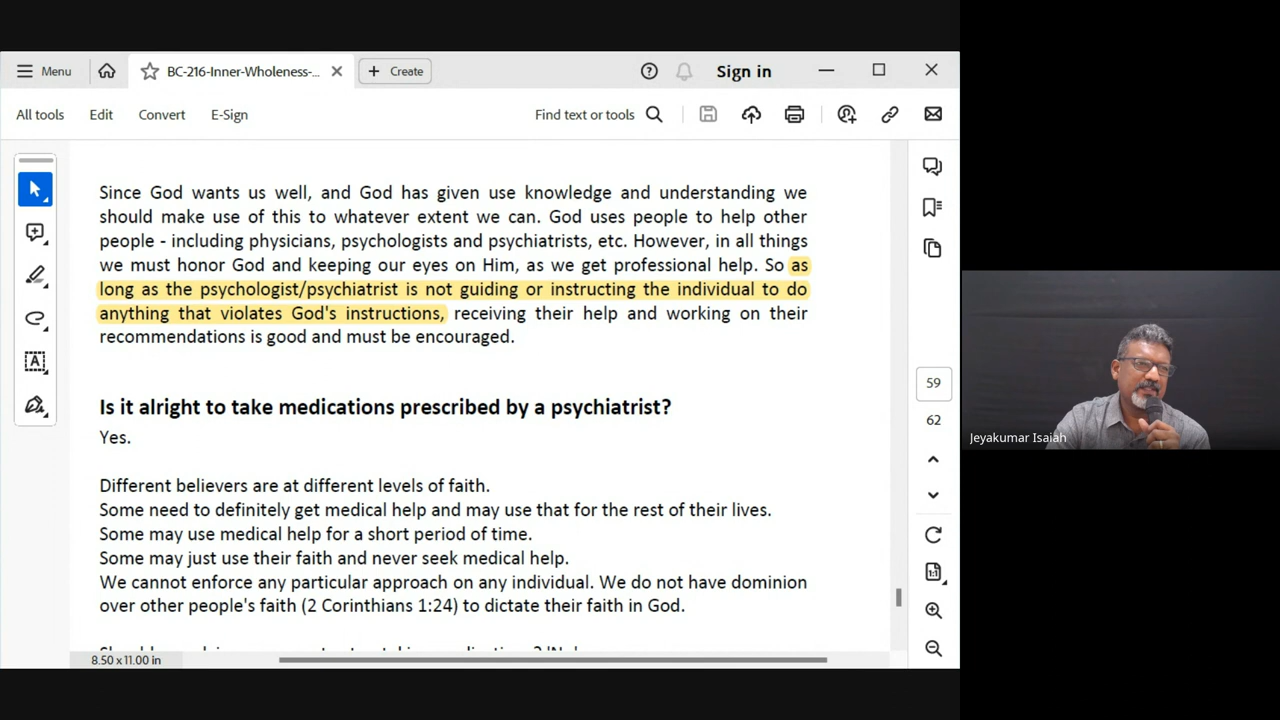 Menu
BC-216-Inner-Wholeness-...
Create
Sign in
All tools
Edit
Convert
E-Sign
Find text or tools
Since God wants us well, and God has given use knowledge and understanding we
should make use of this to whatever extent we can. God uses people to help other
people - including physicians, psychologists and psychiatrists, etc. However, in all things
we must honor God and keeping our eyes on Him, as we get professional help. So as
long as the psychologist/psychiatrist is not guiding or instructing the individual to do
anything that violates God's instructions, receiving their help and working on their
recommendations is good and must be encouraged.
Is it alright to take medications prescribed by a psychiatrist?
Yes.
Different believers are at different levels of faith.
Some need to definitely get medical help and may use that for the rest of their lives.
Some may use medical help for a short period of time.
Some may just use their faith and never seek medical help.
We cannot enforce any particular approach on any individual. We do not have dominion
over other people's faith (2 Corinthians 1:24) to dictate their faith in God.
8.50 x 11.00 in
59
62
1:1
Jeyakumar Isaiah